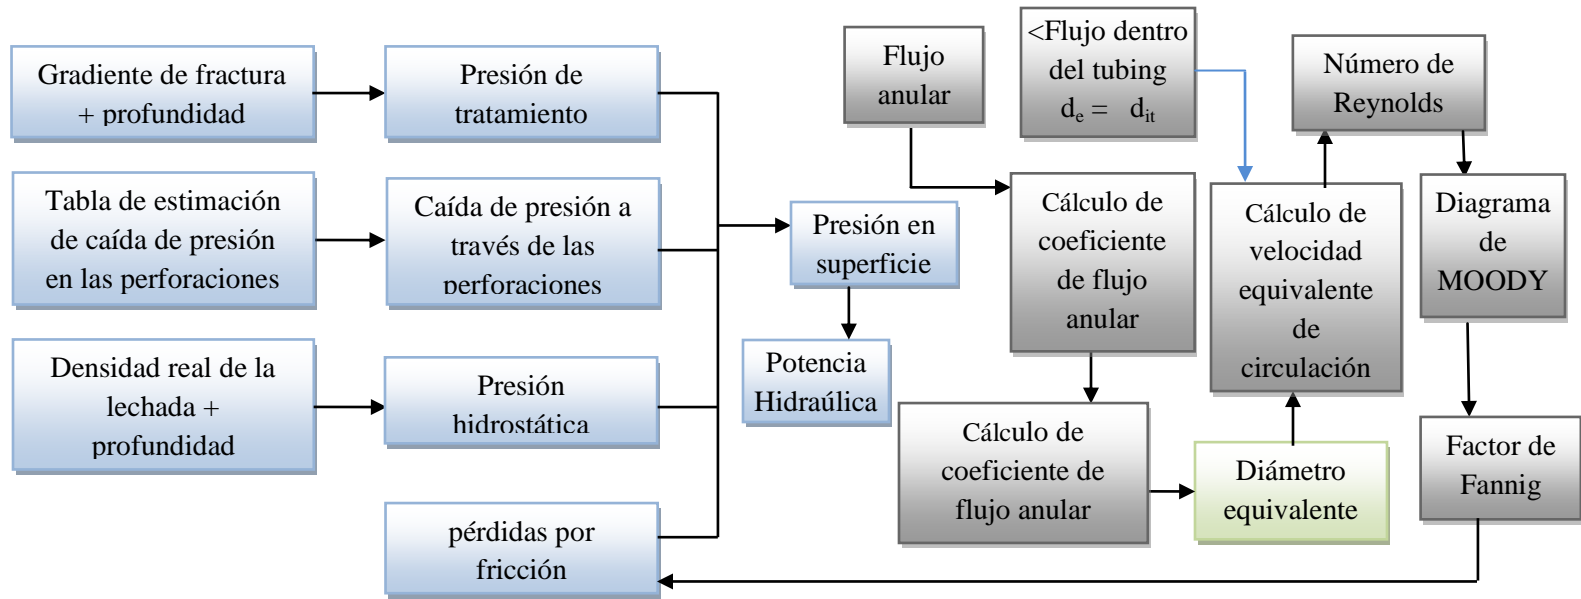 Gradiente de fractura
+ profundidad
Presión de
tratamiento
Tabla de estimación
de caída de presión
en las perforaciones
Caída de presión a
través de las
perforaciones
Densidad real de la
lechada +
profundidad
Presión
hidrostática
pérdidas por
fricción
Presión en
superficie
Potencia
Hidraúlica
Flujo
anular
<Flujo dentro
del tubing
de = dit
Cálculo de
coeficiente
de flujo
anular
Cálculo de
coeficiente de
flujo anular
Diámetro
equivalente
Cálculo de
velocidad
equivalente
de
circulación
Número de
Reynolds
Diagrama
de
MOODY
Factor de
Fannig